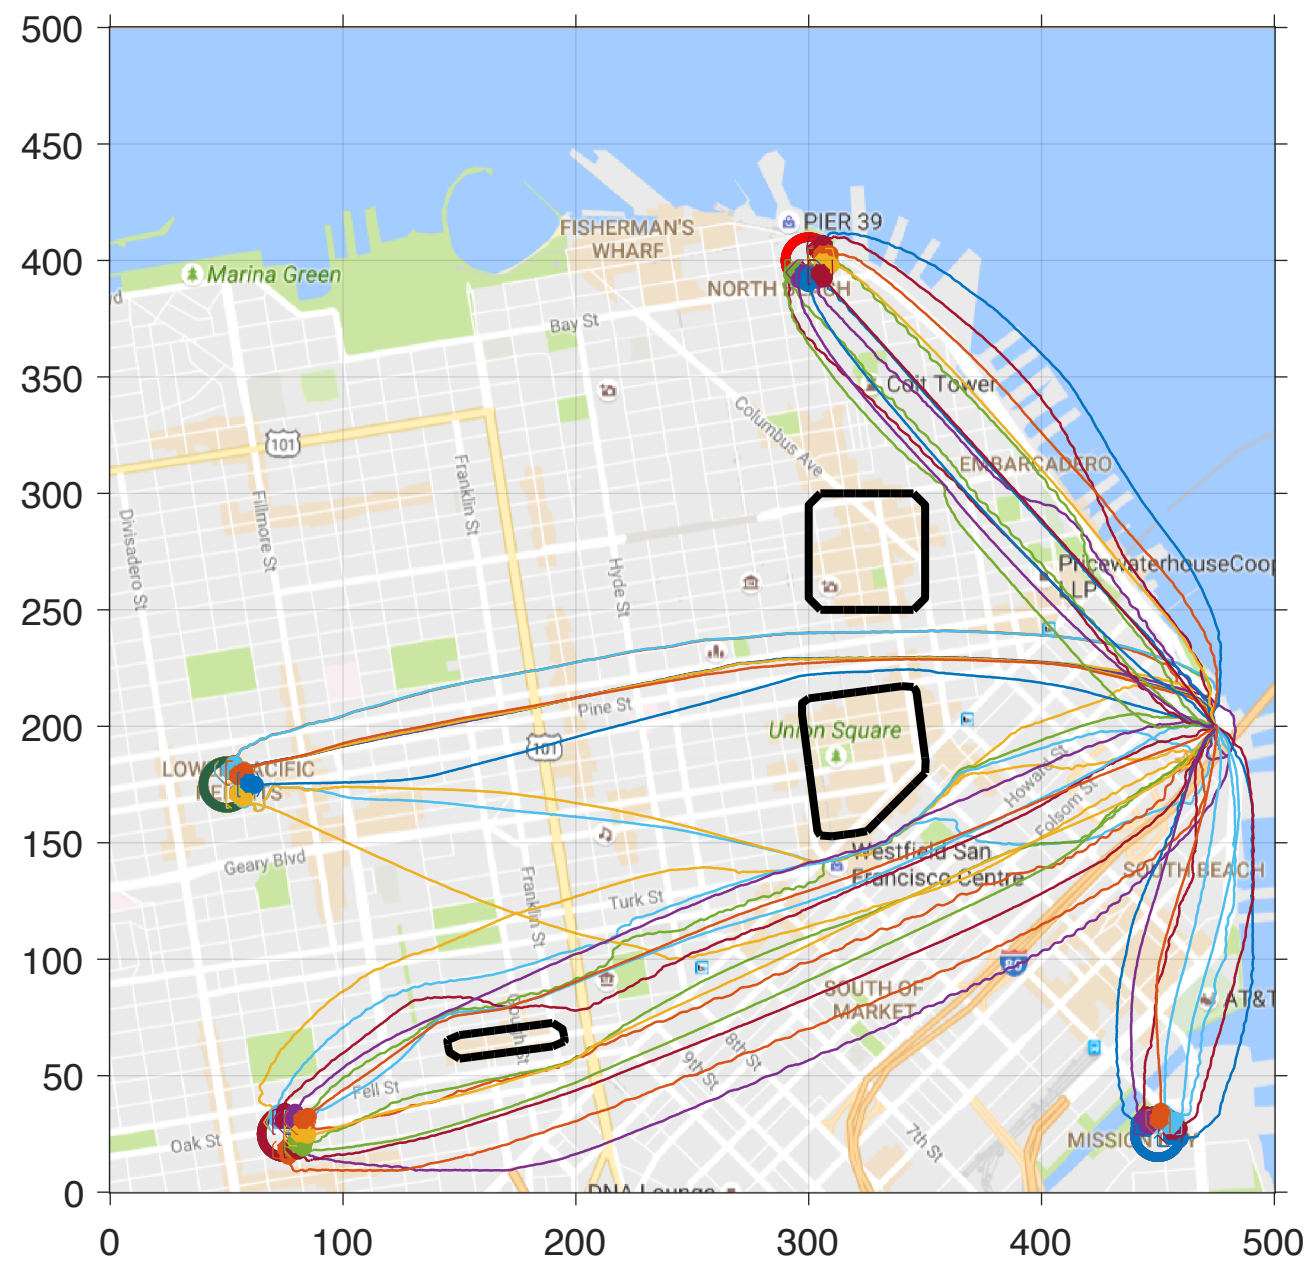 500
450
400
350
300
250
200
150
100
50
0
0
100
200
300
400
500
PIER 39
FISHERMAN'S
WHARF
Marina Green
NORTH
Bay St
Coit Tower
Columbus Ave
EMBARCADERO
101
Franklin St
Fillmore St
Divisadero St
Hyde St
PricewaterhouseCoop
LLP
Pine St
Union Square
101
Howard St
Folsom St
Geary Blvd
Westfield San
Francisco Centre
SOUTH BEACH
Turk St
Franklin St
80
SOUTH OF
MARKET
AT&T
8th St
9th St
Fell St
7th St
Oak St
MISSION
DNA Lounge